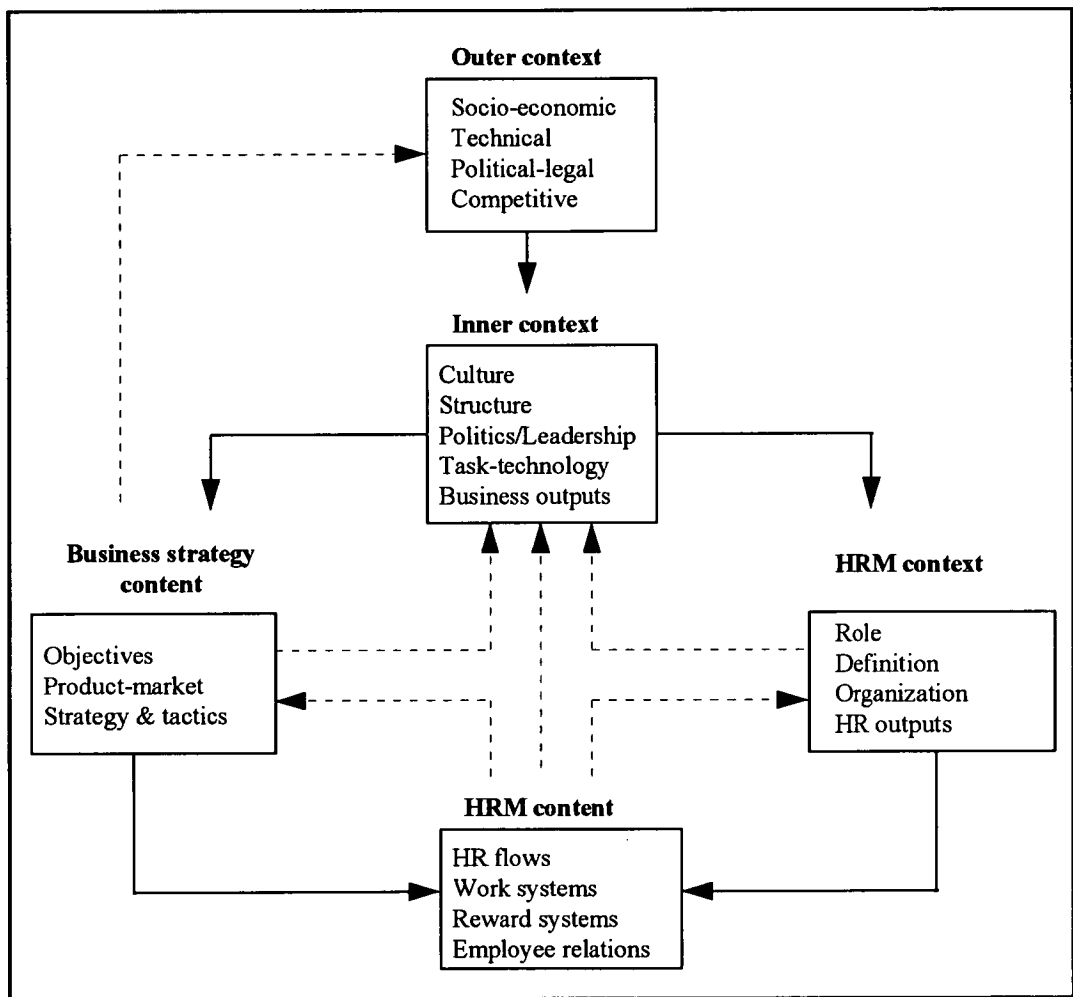 Outer context
Socio-economic
Technical
Political-legal
Competitive
Inner context
Culture
Structure
Politics/Leadership
Task-technology
Business outputs
Business strategy
content
Objectives
Product-market
Strategy & tactics
HRM context
Role
Definition
Organization
HR outputs
HRM content
HR flows
Work systems
Reward systems
Employee relations